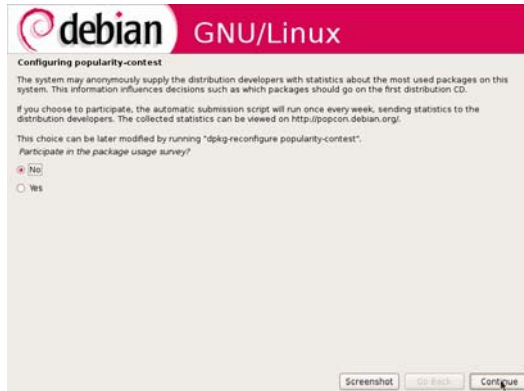 debian GNU/Linux
Configuring popularity-contest
The system may anonymously supply the distribution developers with statistics about the most used packages on this
system. This information influences decisions such as which packages should go on the first distribution CD.
If you choose to participate, the automatic submission script will run once every week, sending statistics to the
distribution developers. The collected statistics can be viewed on http://popcon.debian.org/.
This choice can be later modified by running "dpkg-reconfigure popularity-contest".
Participate in the package usage survey?
No
Yes
Screenshot Go Back Continue